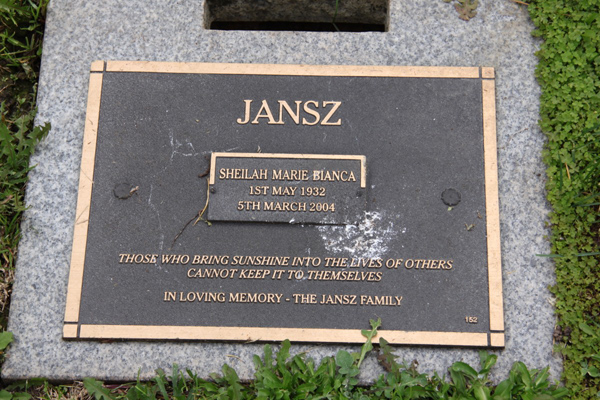 JANSZ
SHEILAH MARIE BIANCA
1ST MAY 1932
5TH MARCH 2004
THOSE WHO BRING SUNSHINE INTO THE LIVES OF OTHERS
CANNOT KEEP IT TO THEMSELVES
IN LOVING MEMORY - THE JANSZ FAMILY
152